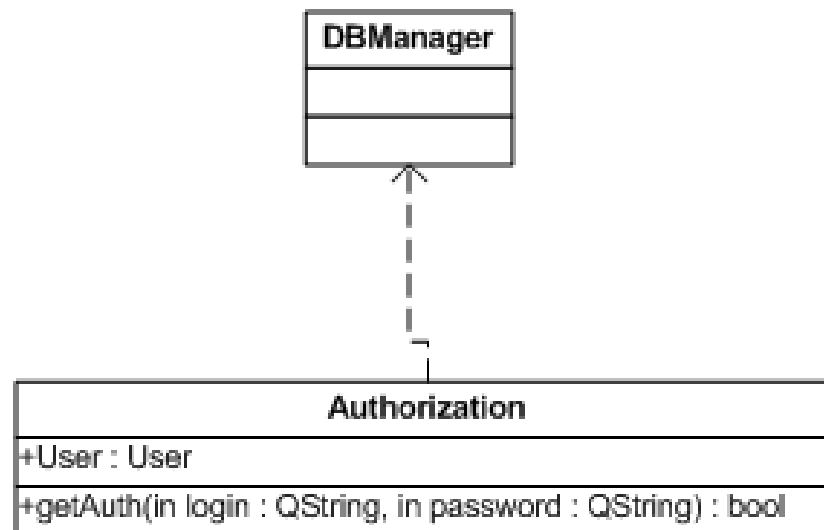 DBManager
Authorization
+User : User
+getAuth(in login : QString, in password : QString) : bool